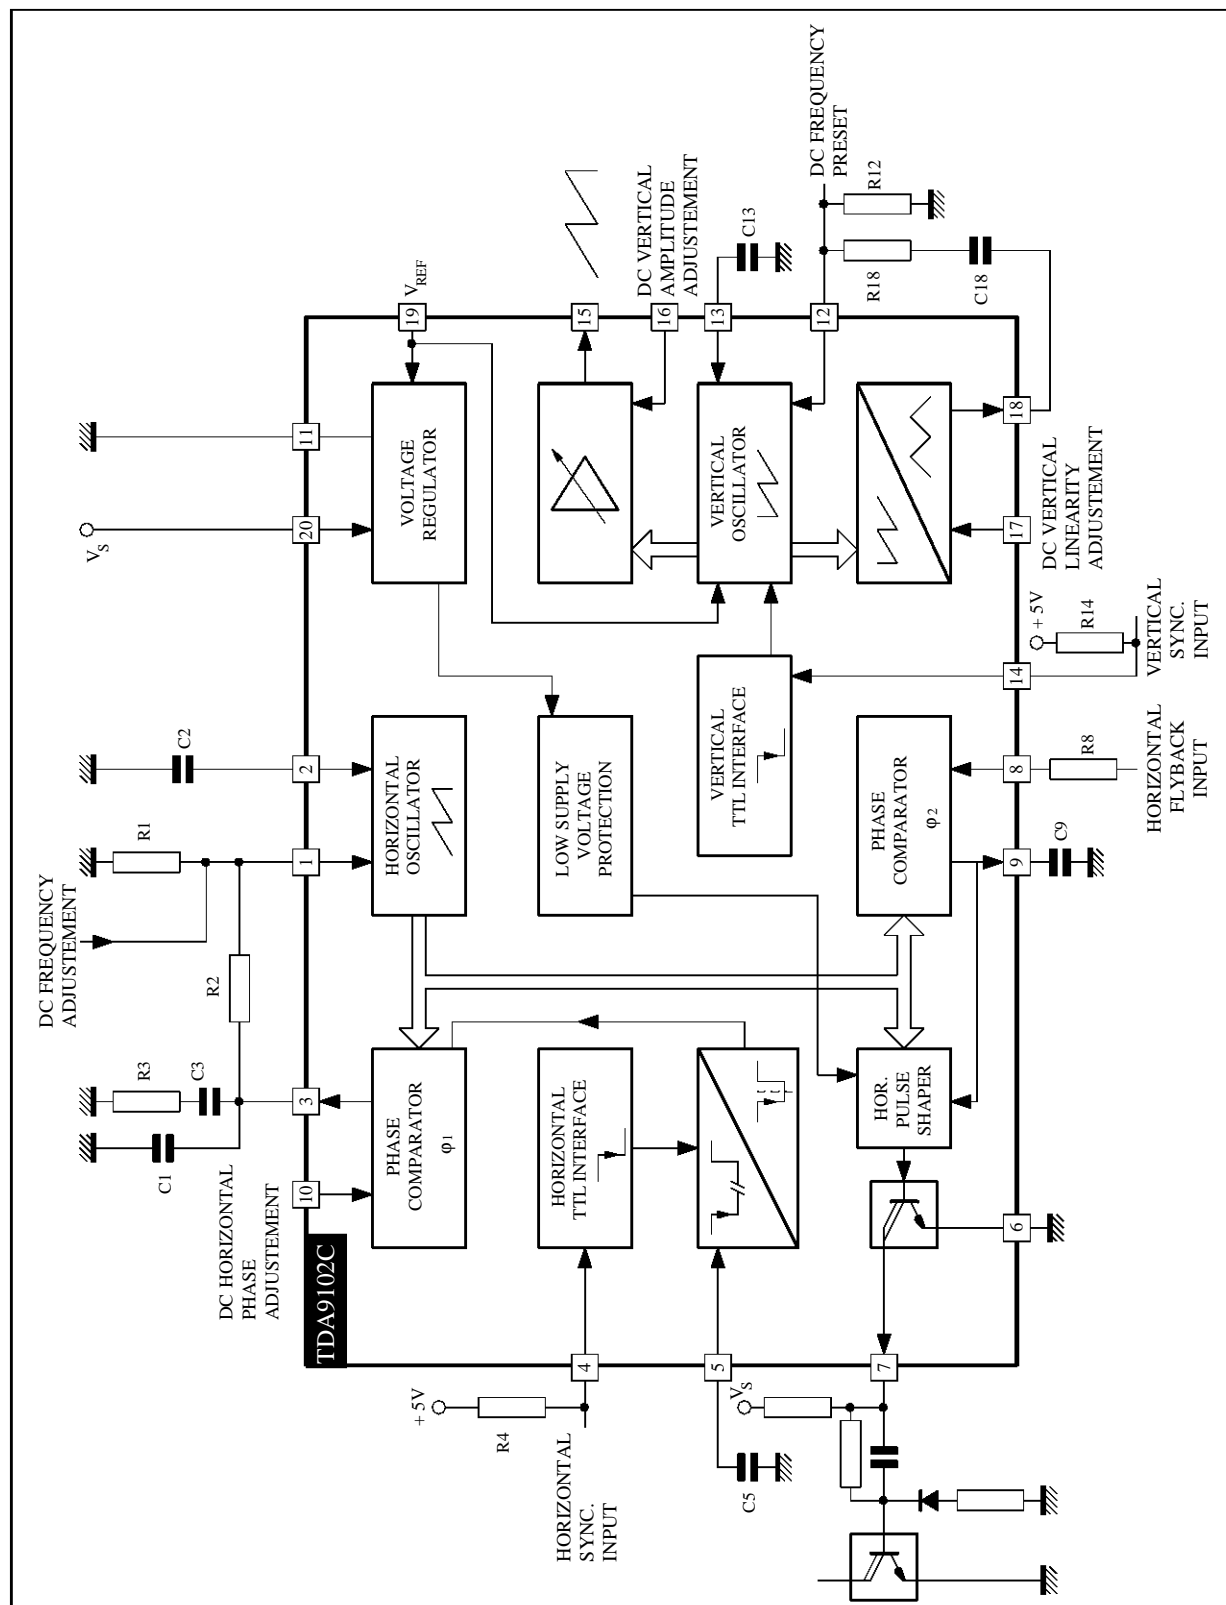 TDA9102C
DC HORIZONTAL
PHASE
ADJUSTEMENT
10
C1
R3
C3
3
R2
DC FREQUENCY
ADJUSTEMENT
R1
1
C2
2
VS
20
11
PHASE
COMPARATOR
φ1
HORIZONTAL
OSCILLATOR
VOLTAGE
REGULATOR
19
VREF
+ 5V
R4
HORIZONTAL
SYNC.
INPUT
4
HORIZONTAL
TTL INTERFACE
LOW SUPPLY
VOLTAGE
PROTECTION
15
16
DC VERTICAL
AMPLITUDE
ADJUSTEMENT
C5
5
VERTICAL
TTL INTERFACE
VERTICAL
OSCILLATOR
13
C13
12
DC FREQUENCY
PRESET
R12
R18
C18
VS
7
HOR.
PULSE
SHAPER
PHASE
COMPARATOR
φ2
6
9
C9
8
R8
HORIZONTAL
FLYBACK
INPUT
14
+ 5V
R14
VERTICAL
SYNC.
INPUT
17
DC VERTICAL
LINEARITY
ADJUSTEMENT
18